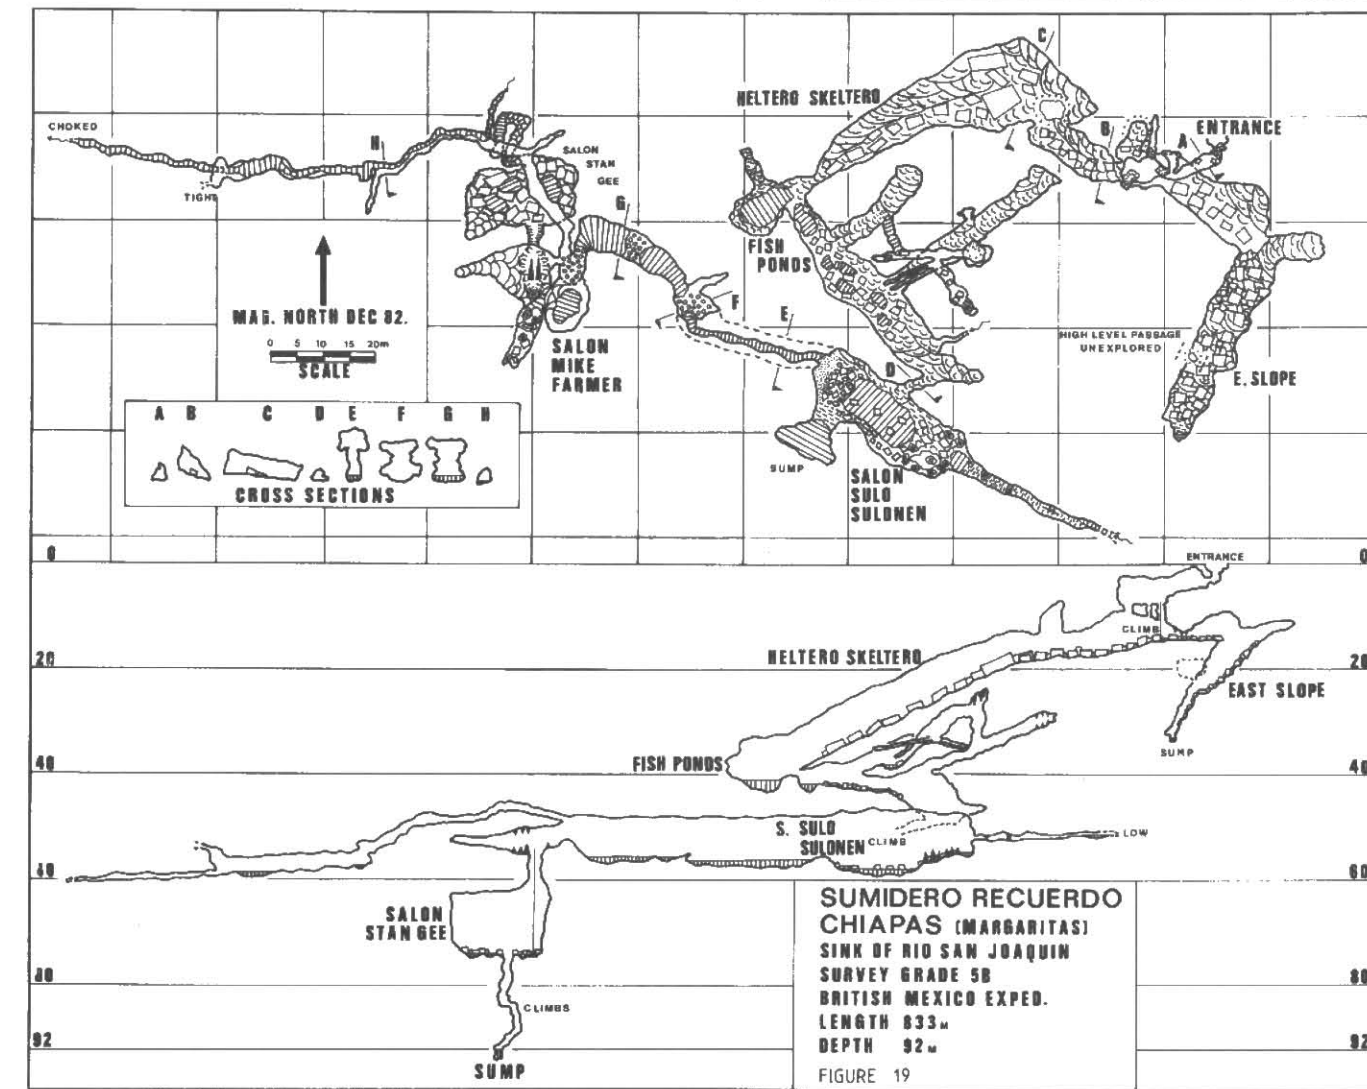 C
HELTERO SKELTERO
B
A
ENTRANCE
CHOKED
H
SALON
STAN
GEE
TIGHT
G
FISH
PONDS
F
E
MAG. NORTH DEC 82.
0 5 10 15 20m
SCALE
HIGH LEVEL PASSAGE
UNEXPLORED
SALON
MIKE
FARMER
D
E. SLOPE
A B C D E F G H
CROSS SECTIONS
SUMP
SALON
SULO
SULONEN
0
0
ENTRANCE
CLIMB
HELTERO SKELTERO
20
20
EAST SLOPE
SUMP
FISH PONDS
40
40
S. SULO
SULONEN
CLIMB
LOW
60
60
SALON
STAN GEE
80
80
CLIMBS
92
92
SUMP
SUMIDERO RECUERDO
CHIAPAS (MARGARITAS)
SINK OF RIO SAN JOAQUIN
SURVEY GRADE 5B
BRITISH MEXICO EXPED.
LENGTH 833M
DEPTH 92M
FIGURE 19